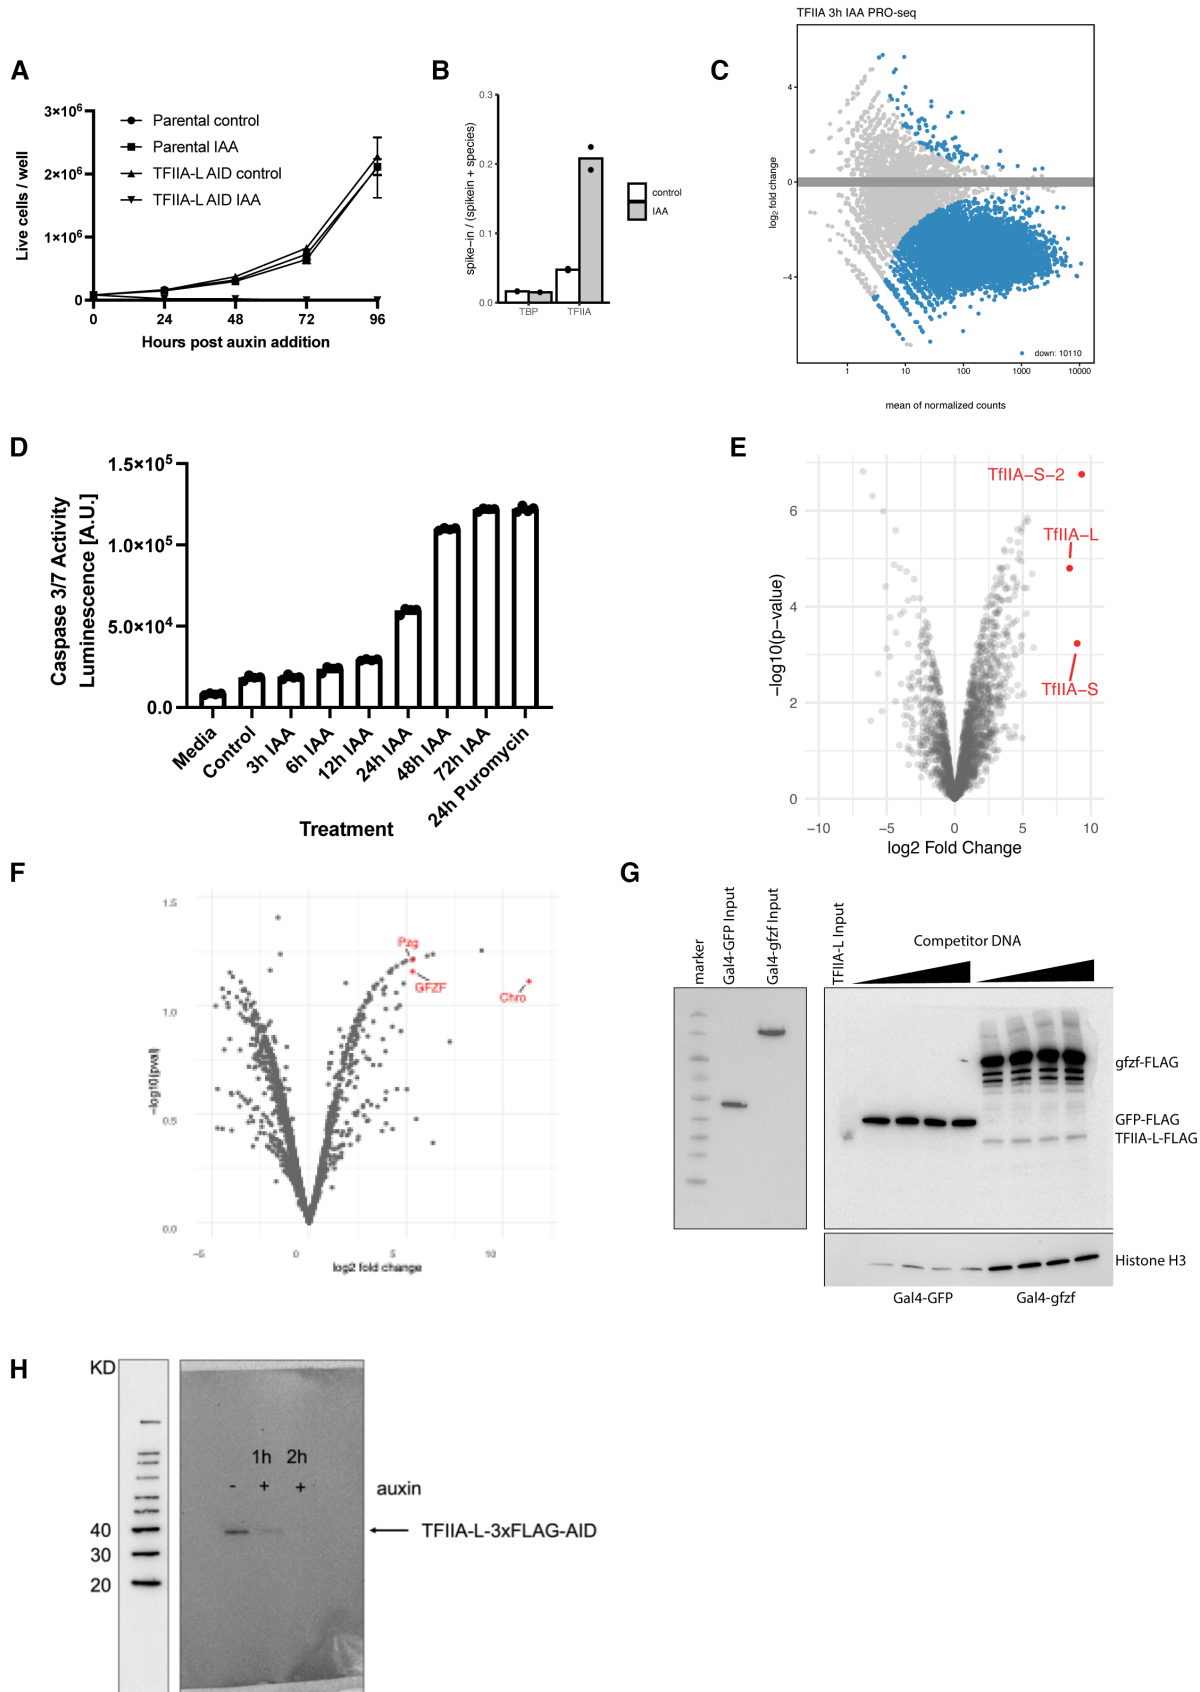 A
3×10⁶
2×10⁶
1×10⁶
0
Live cells / well
Parental control
Parental IAA
TFIIA-L AID control
TFIIA-L AID IAA
0 24 48 72 96
Hours post auxin addition
B
0.3
0.2
0.1
0.0
spike−in / (spikein + species)
TBP TFIIA
control
IAA
C
TFIIA 3h IAA PRO-seq
4
0
−4
log₂ fold change
down: 10110
1 10 100 1000 10000
mean of normalized counts
D
1.5×10⁵
1.0×10⁵
5.0×10⁴
0.0
Caspase 3/7 Activity
Luminescence [A.U.]
Media
Control
3h IAA
6h IAA
12h IAA
24h IAA
48h IAA
72h IAA
24h Puromycin
Treatment
E
6
4
2
0
−log10(p−value)
TfIIA−S−2
TfIIA−L
TfIIA−S
−10 −5 0 5 10
log2 Fold Change
F
1.5
1.0
0.5
0.0
−log10(pval)
Pzg
GFZF
Chro
−5 0 5 10
log2 fold change
G
marker
Gal4-GFP Input
Gal4-gfzf Input
TFIIA-L Input
Competitor DNA
gfzf-FLAG
GFP-FLAG
TFIIA-L-FLAG
Histone H3
Gal4-GFP Gal4-gfzf
H
KD
40
30
20
1h 2h
- + + auxin
TFIIA-L-3xFLAG-AID